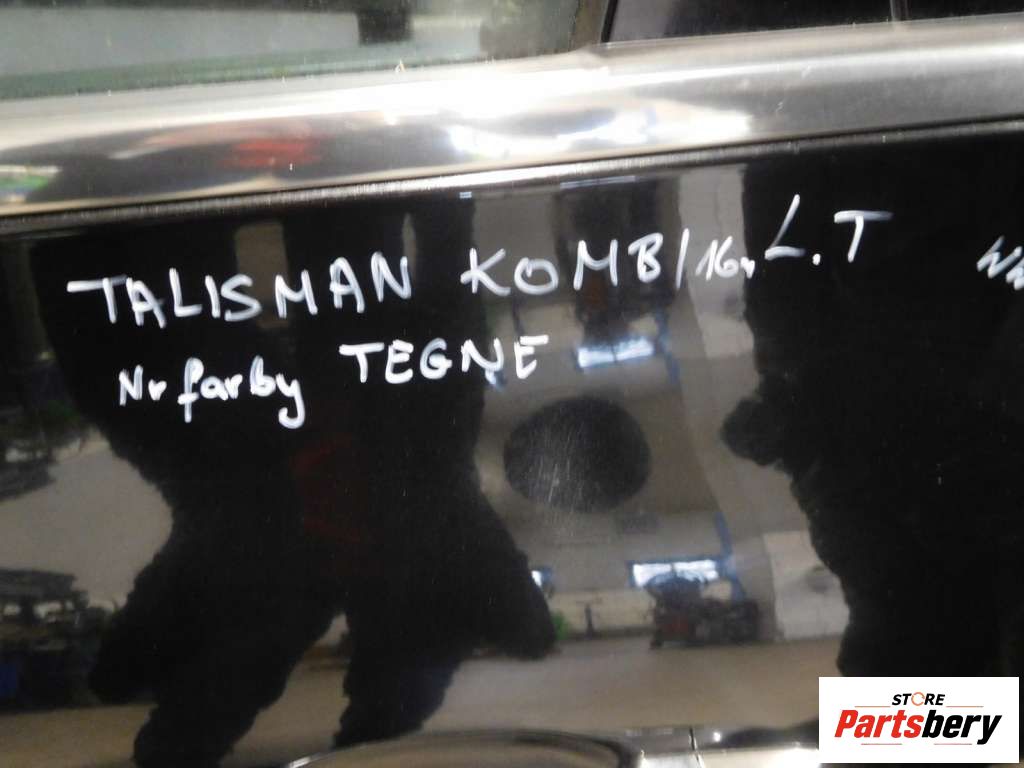 TALISMAN KOMBI 16r. L.T
Nr farby TEGNE
STORE
Partsbery